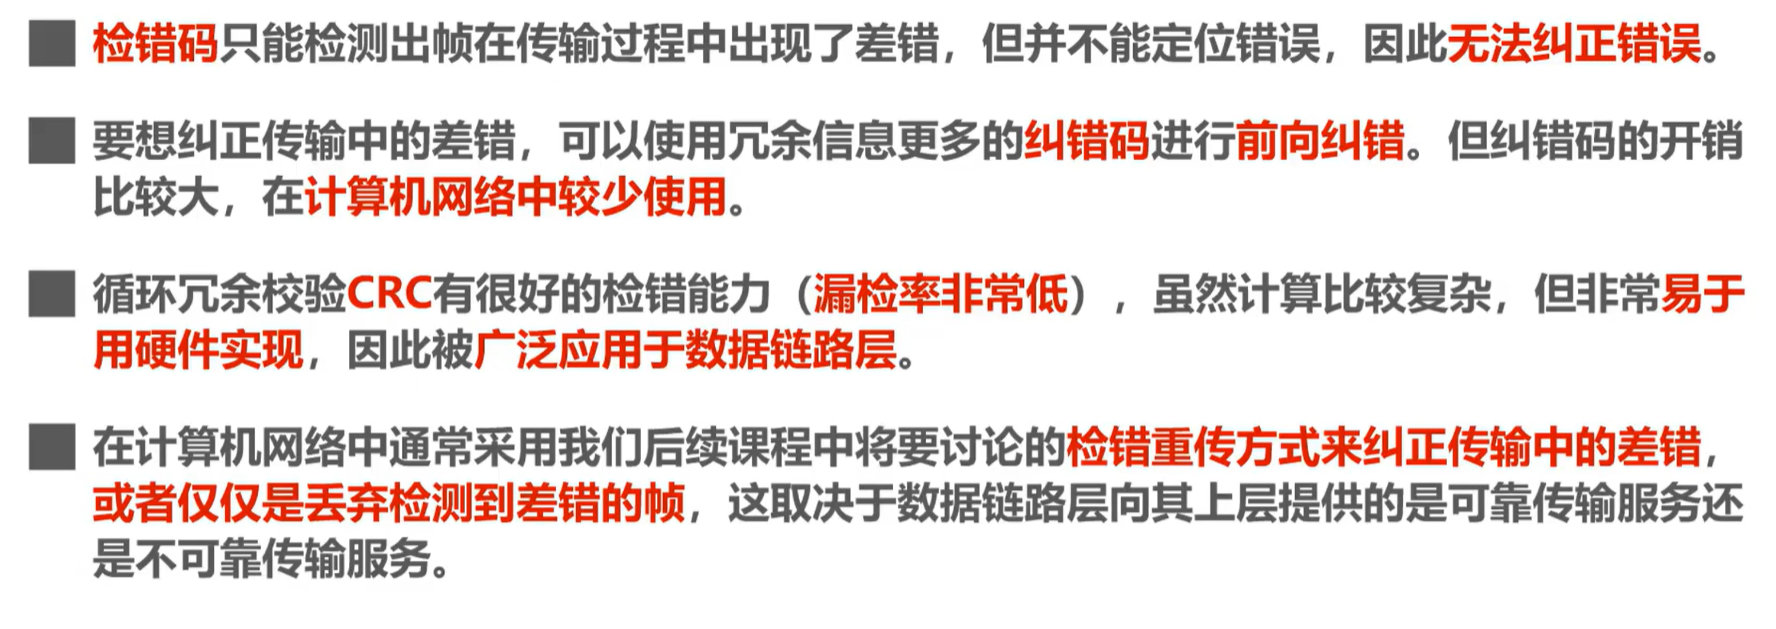 检错码只能检测出帧在传输过程中出现了差错，但并不能定位错误，因此无法纠正错误。
要想纠正传输中的差错，可以使用冗余信息更多的纠错码进行前向纠错。但纠错码的开销
比较大，在计算机网络中较少使用。
循环冗余校验CRC有很好的检错能力（漏检率非常低），虽然计算比较复杂，但非常易于
用硬件实现，因此被广泛应用于数据链路层。
在计算机网络中通常采用我们后续课程中将要讨论的检错重传方式来纠正传输中的差错，
或者仅仅是丢弃检测到差错的帧，这取决于数据链路层向其上层提供的是可靠传输服务还
是不可靠传输服务。